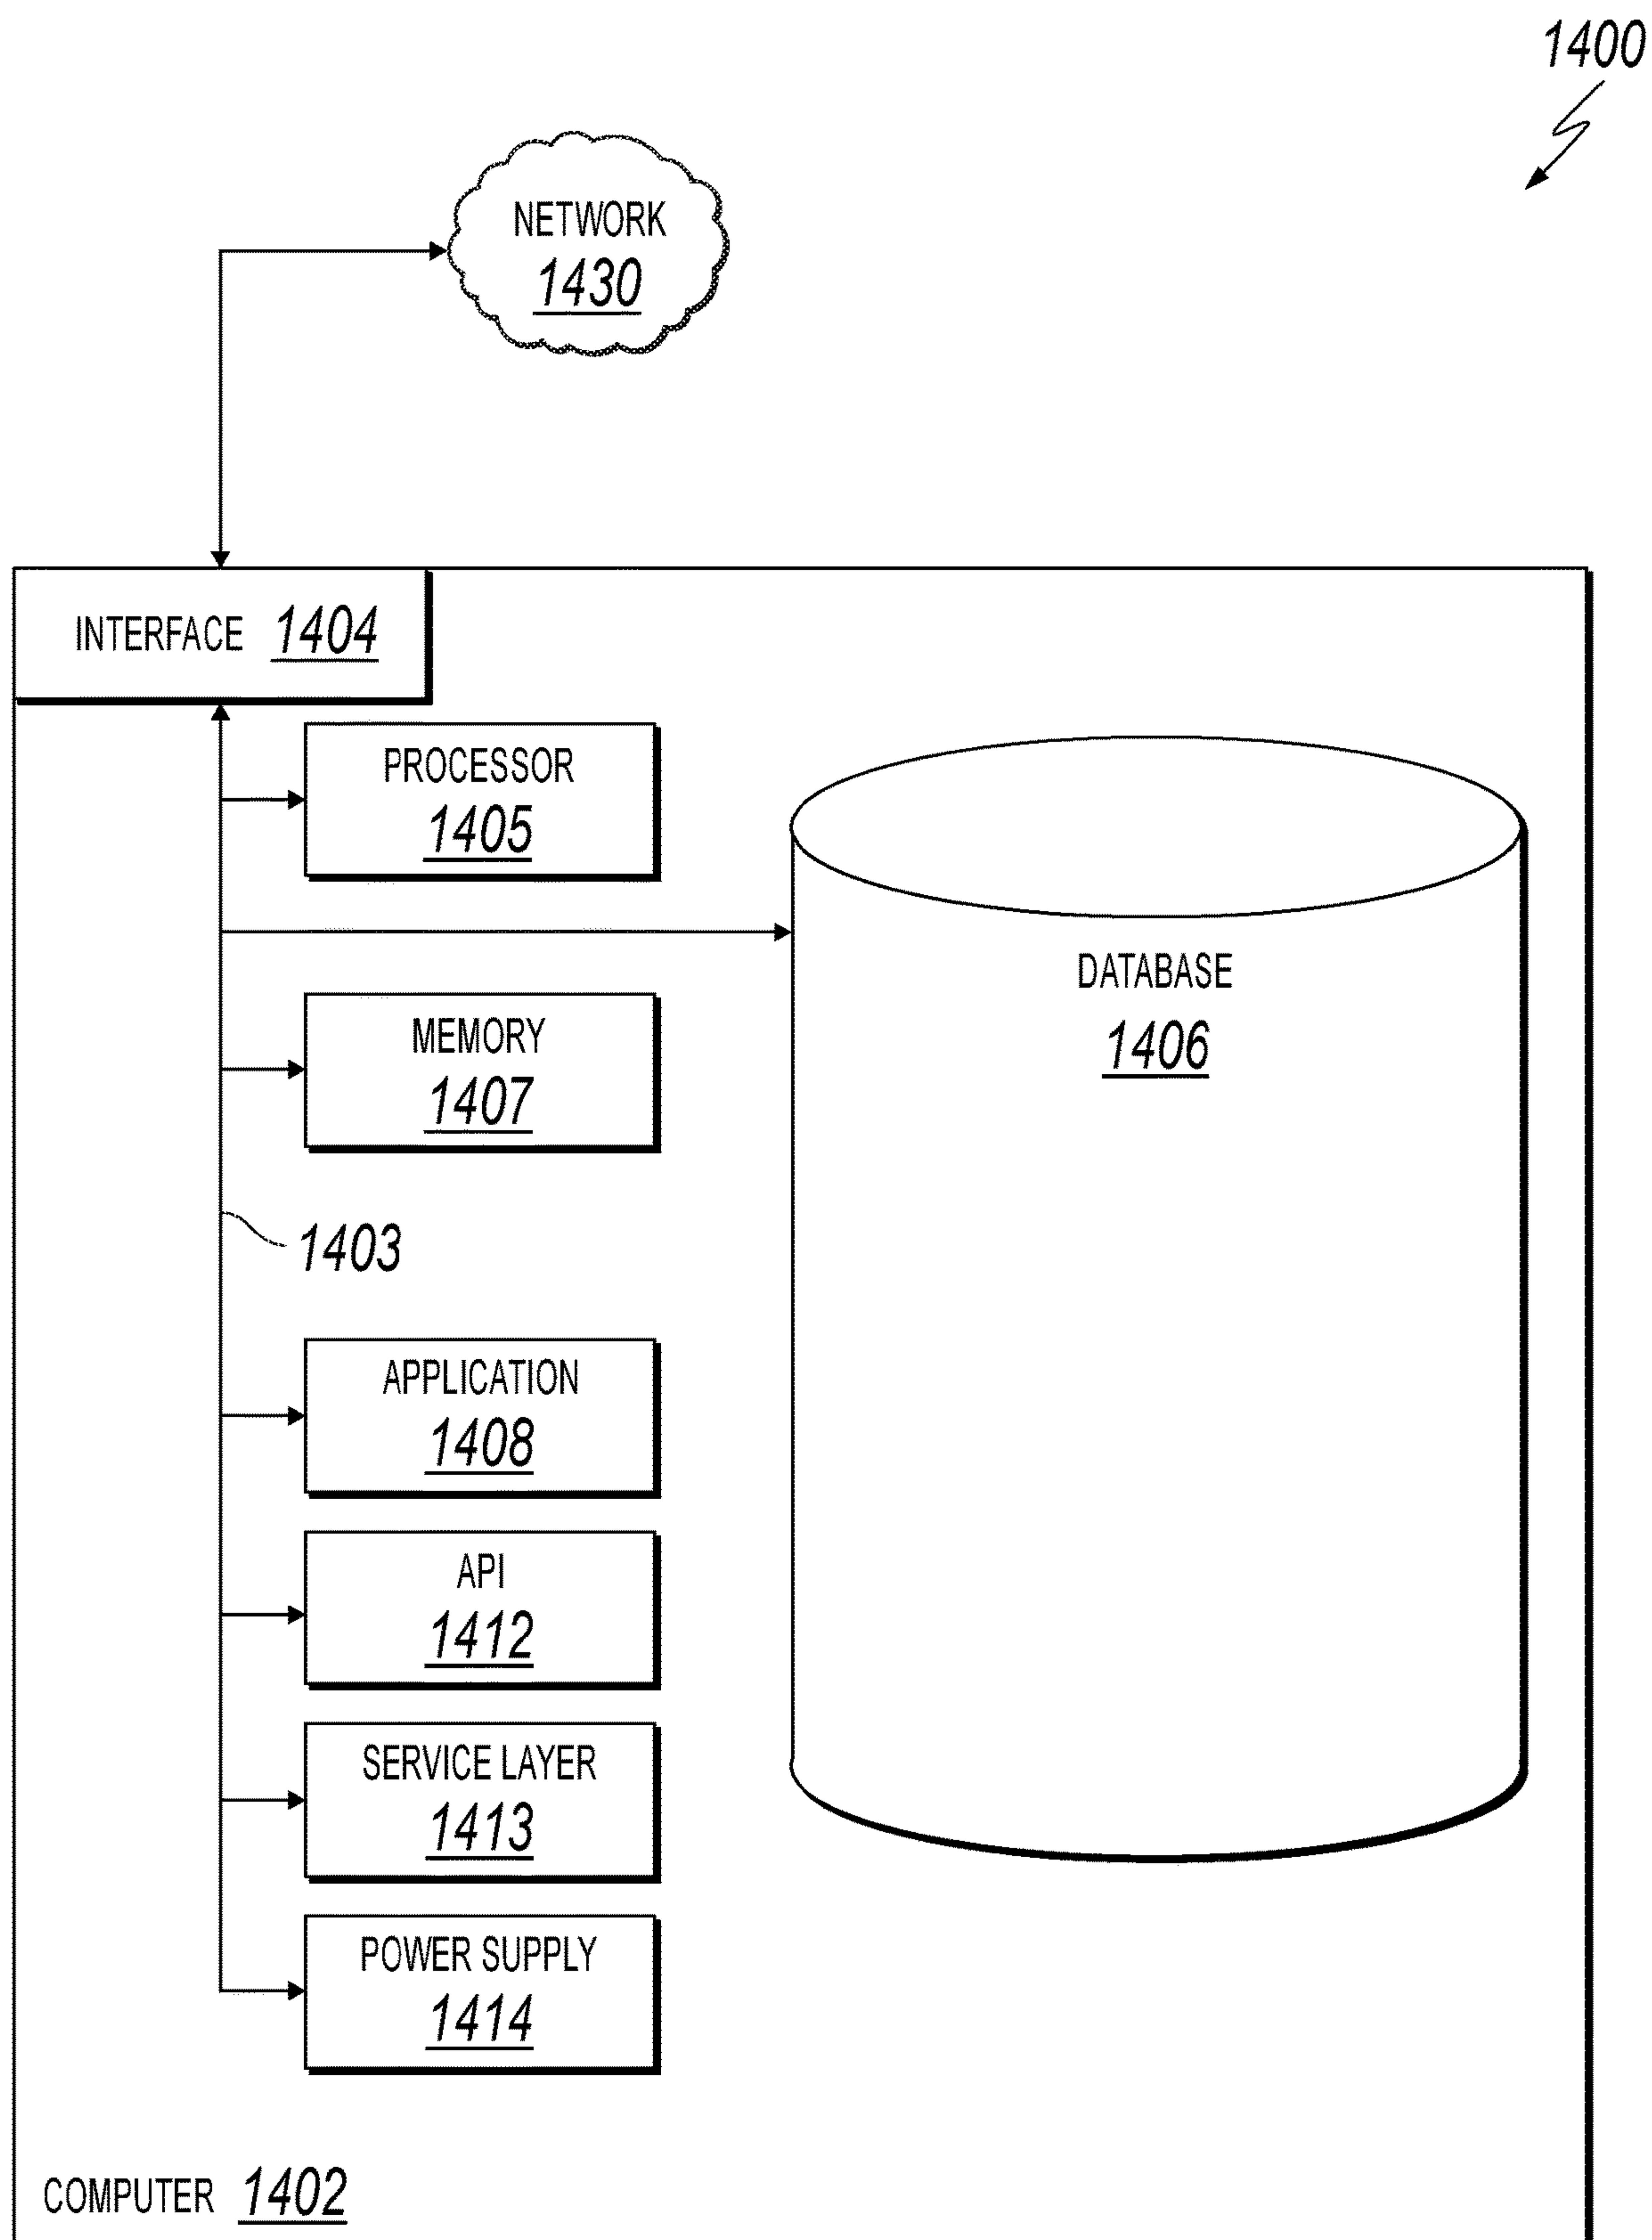 1400
NETWORK
1430
INTERFACE 1404
PROCESSOR
1405
DATABASE
1406
MEMORY
1407
1403
APPLICATION
1408
API
1412
SERVICE LAYER
1413
POWER SUPPLY
1414
COMPUTER 1402